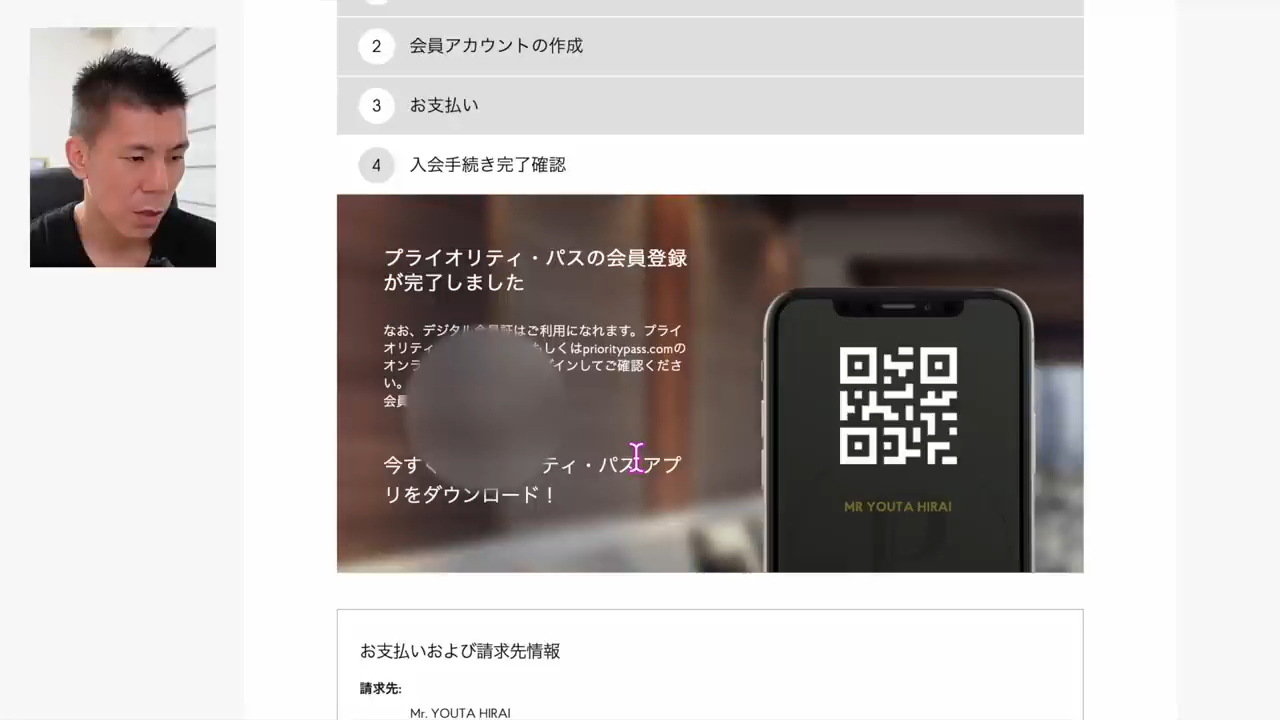 2 会員アカウントの作成
3 お支払い
4 入会手続き完了確認
プライオリティ・パスの会員登録
が完了しました
なお、デジタル会員証はご利用になれます。プライ
オリティ もしくはprioritypass.comの
オンラ インしてご確認くださ
い。
会員
今すぐ ティ・パス アプ
リをダウンロード！
MR YOUTA HIRAI
お支払いおよび請求先情報
請求先:
Mr. YOUTA HIRAI